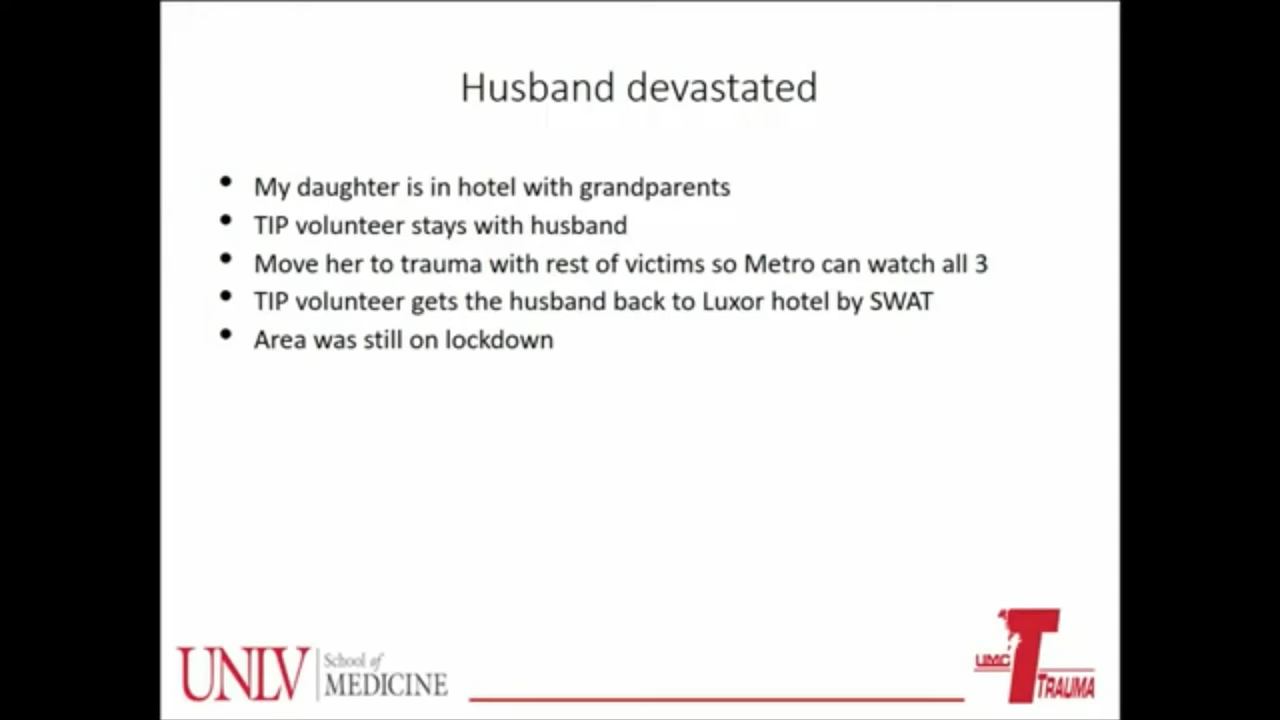 Husband devastated
My daughter is in hotel with grandparents
TIP volunteer stays with husband
Move her to trauma with rest of victims so Metro can watch all 3
TIP volunteer gets the husband back to Luxor hotel by SWAT
Area was still on lockdown
UNLV School of MEDICINE
UMC TRAUMA